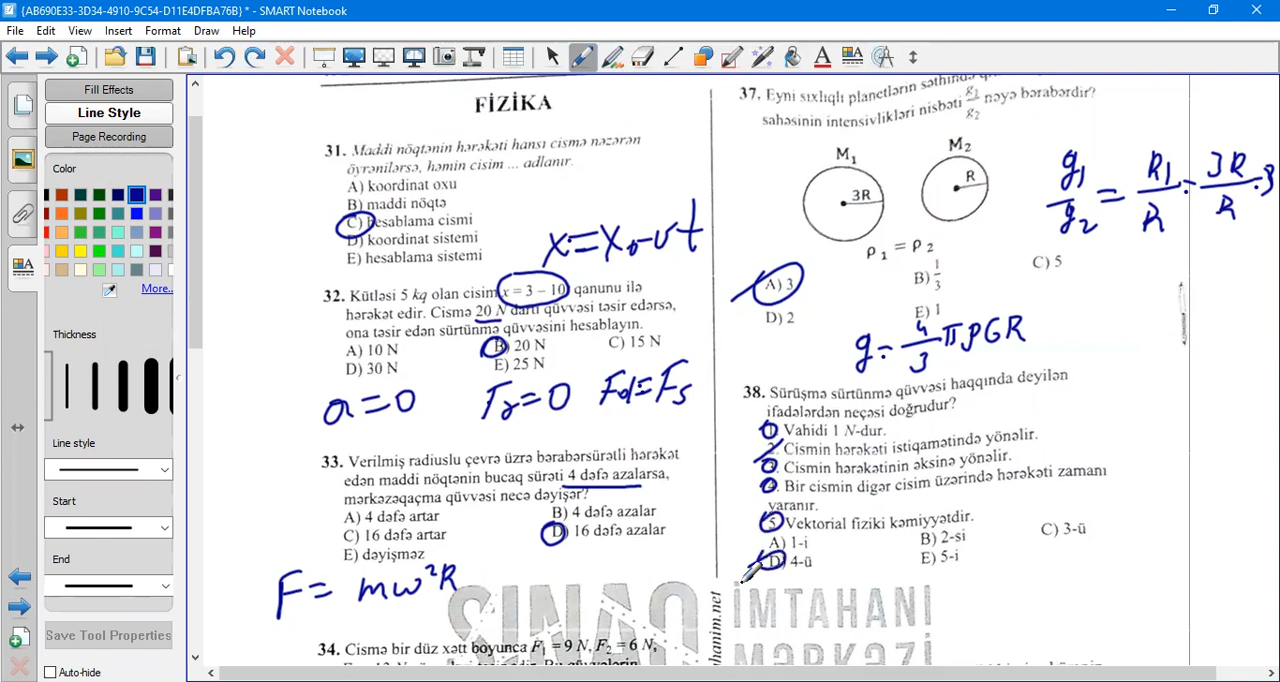 {AB690E33-3D34-4910-9C54-D11E4DFBA76B}* - SMART Notebook
File Edit View Insert Format Draw Help
Fill Effects
Line Style
Page Recording
Color
More..
Thickness
Line style
Start
End
Save Tool Properties
Auto-hide
FİZİKA
31. Maddi nöqtənin hərəkəti hansı cismə nəzərən
öyrənilərsə, həmin cisim ... adlanır.
A) koordinat oxu
B) maddi nöqtə
C) hesablama cismi
D) koordinat sistemi
E) hesablama sistemi
x=x₀-υt
32. Kütləsi 5 kq olan cisim x = 3 – 10 qanunu ilə
hərəkət edir. Cismə 20 N dartı qüvvəsi təsir edərsə,
ona təsir edən sürtünmə qüvvəsini hesablayın.
A) 10 N B) 20 N C) 15 N
D) 30 N E) 25 N
a=0 Fd=Fs
33. Verilmiş radiuslu çevrə üzrə bərabərsürətli hərəkət
edən maddi nöqtənin bucaq sürəti 4 dəfə azalarsa,
mərkəzəqaçma qüvvəsi necə dəyişər?
A) 4 dəfə artar B) 4 dəfə azalar
C) 16 dəfə artar D) 16 dəfə azalar
E) dəyişməz
F= mω²R
34. Cismə bir düz xətt boyunca F₁ = 9 N, F₂ = 6 N,
37. Eyni sıxlıqlı planetlərin səthində
sahəsinin intensivlikləri nisbəti g₁/g₂ nəyə bərabərdir?
M₁ M₂
3R R
ρ₁ = ρ₂
g₁/g₂ = R₁/R = 3R/R = 3
A) 3 B) 1/3 C) 5
D) 2 E) 1
g= 4/3 πρGR
38. Sürüşmə sürtünmə qüvvəsi haqqında deyilən
ifadələrdən neçəsi doğrudur?
1. Vahidi 1 N-dur.
2. Cismin hərəkəti istiqamətində yönəlir.
3. Cismin hərəkətinin əksinə yönəlir.
4. Bir cismin digər cisim üzərində hərəkəti zamanı
yaranır.
5. Vektorial fiziki kəmiyyətdir.
A) 1-i B) 2-si C) 3-ü
D) 4-ü E) 5-i
SINAQ İMTAHANI
MƏRKƏZİ